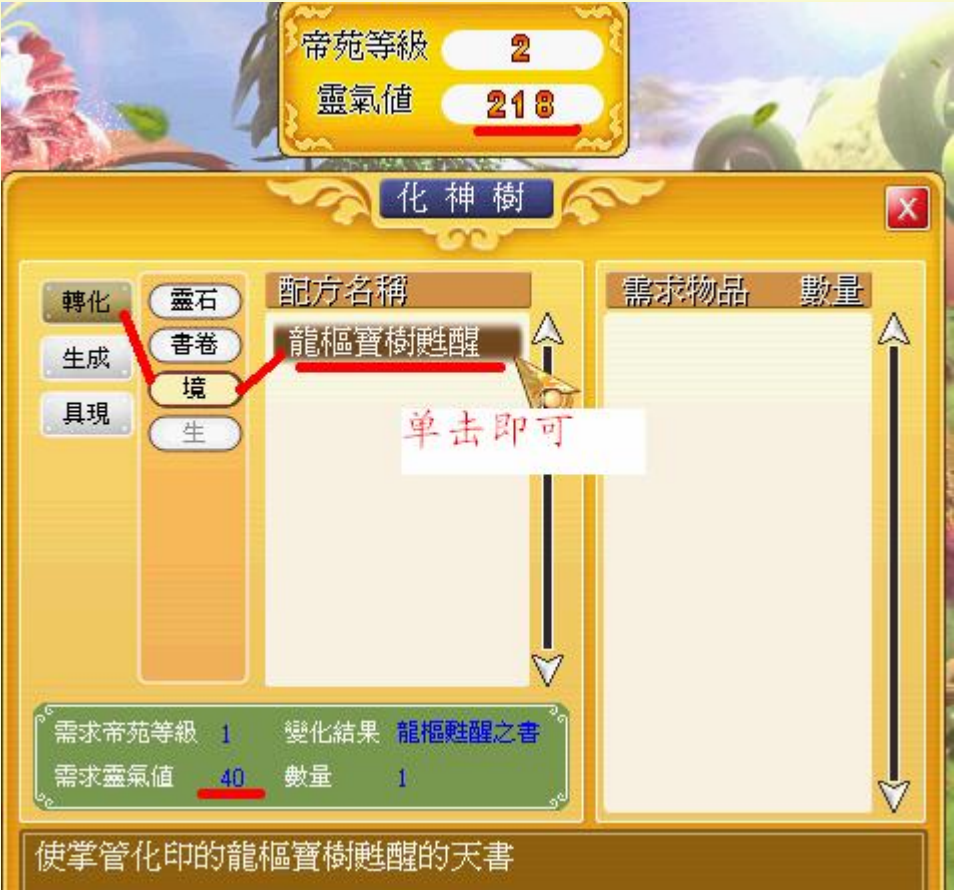 帝苑等級 2
靈氣值 218
化神樹
X
轉化
生成
具現
靈石
書卷
境
生
配方名稱
龍樞寶樹甦醒
单击即可
需求物品 數量
需求帝苑等級 1 變化結果 龍樞甦醒之書
需求靈氣值 40 數量 1
使掌管化印的龍樞寶樹甦醒的天書